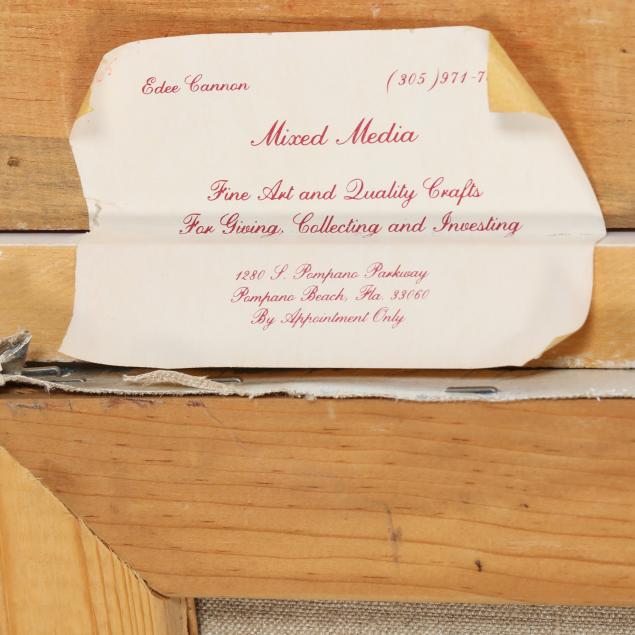 Edee Cannon (305)971-7
Mixed Media
Fine Art and Quality Crafts
For Giving, Collecting and Investing
1280 S. Pompano Parkway
Pompano Beach, Fla. 33060
By Appointment Only